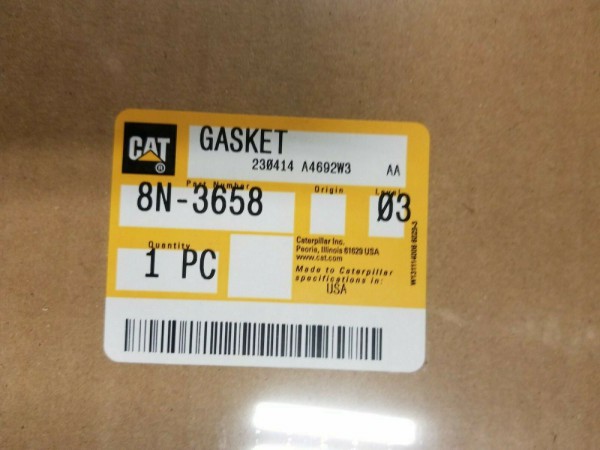 CAT
®
GASKET
230414 A4692W3 AA
Part Number
Origin
Level
8N-3658
03
Quantity
1 PC
Caterpillar Inc.
Peoria, Illinois 61629 USA
www.cat.com
Made to Caterpillar
specifications in:
USA